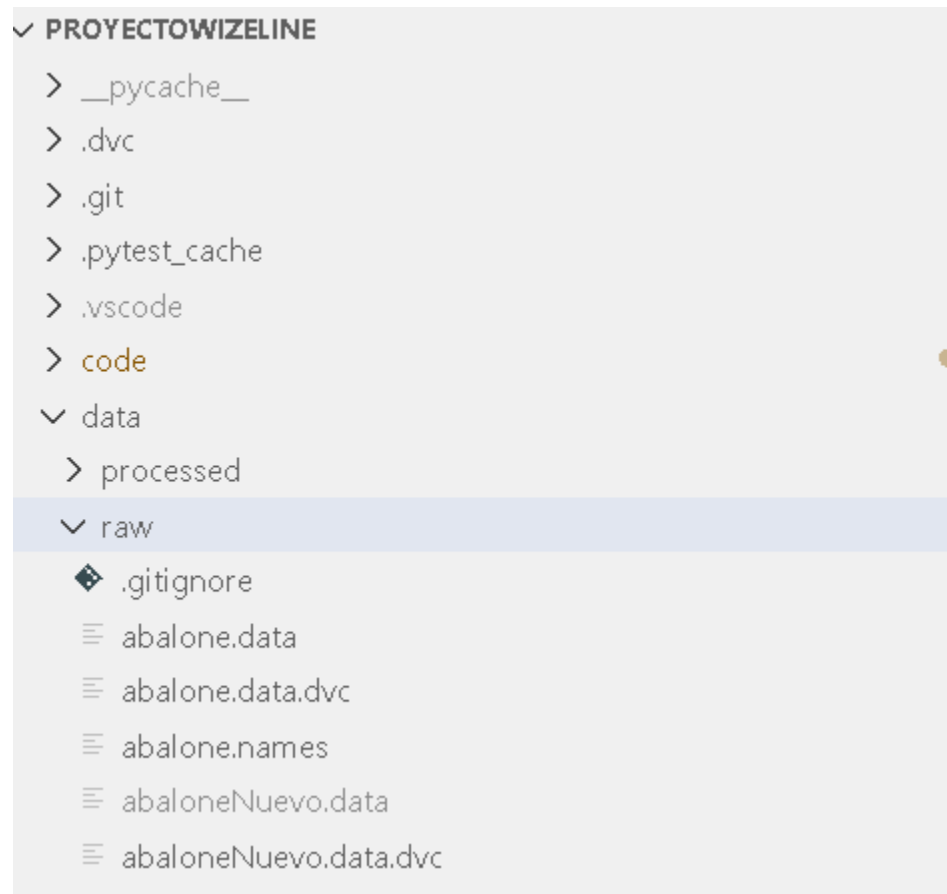 PROYECTOWIZELINE
__pycache__
.dvc
.git
.pytest_cache
.vscode
code
data
processed
raw
.gitignore
abalone.data
abalone.data.dvc
abalone.names
abaloneNuevo.data
abaloneNuevo.data.dvc